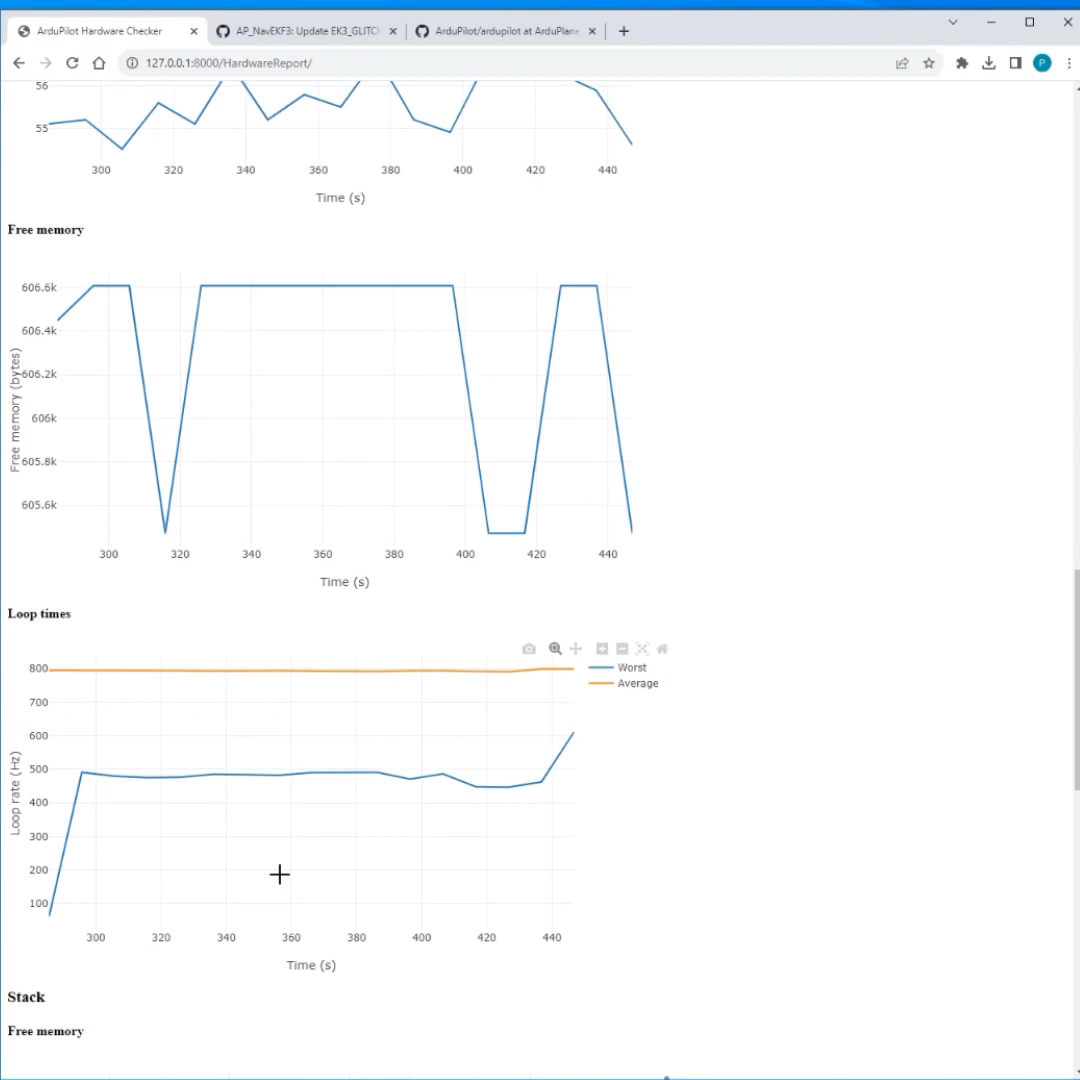 ArduPilot Hardware Checker
AP_NavEKF3: Update EK3_GLITCH
ArduPilot/ardupilot at ArduPlane
127.0.0.1:8000/HardwareReport/
P
56
55
300 320 340 360 380 400 420 440
Time (s)
Free memory
606.6k
606.4k
606.2k
606k
605.8k
605.6k
Free memory (bytes)
300 320 340 360 380 400 420 440
Time (s)
Loop times
Worst
Average
800
700
600
500
400
300
200
100
Loop rate (Hz)
300 320 340 360 380 400 420 440
Time (s)
Stack
Free memory